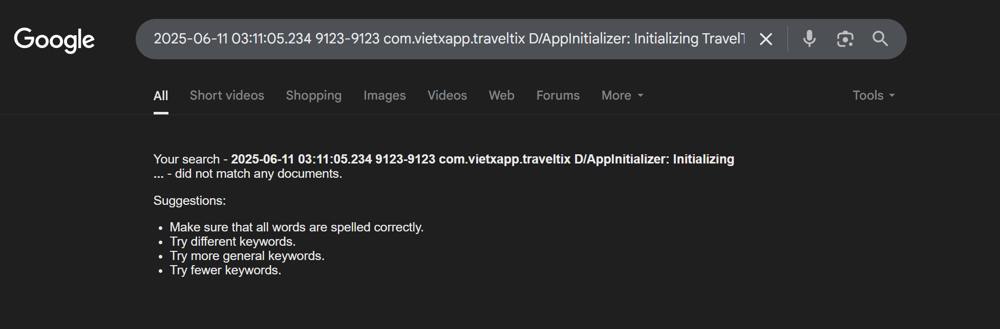 Google
2025-06-11 03:11:05.234 9123-9123 com.vietxapp.traveltix D/AppInitializer: Initializing Travel
All Short videos Shopping Images Videos Web Forums More Tools
Your search - 2025-06-11 03:11:05.234 9123-9123 com.vietxapp.traveltix D/AppInitializer: Initializing
... - did not match any documents.
Suggestions:
• Make sure that all words are spelled correctly.
• Try different keywords.
• Try more general keywords.
• Try fewer keywords.